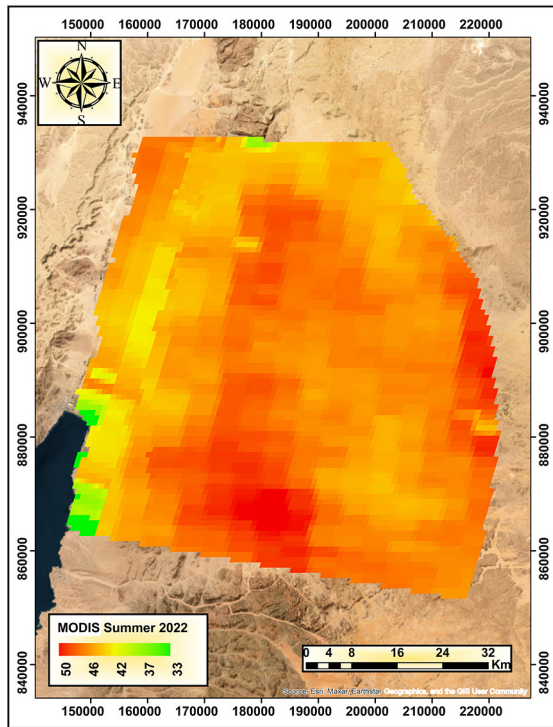 150000 160000 170000 180000 190000 200000 210000 220000
N
W E
S
940000 940000
920000 920000
900000 900000
880000 880000
860000 860000
840000 840000
MODIS Summer 2022
50 46 42 37 33
0 4 8 16 24 32
Km
Source: Esri, Maxar, Earthstar Geographics, and the GIS User Community
150000 160000 170000 180000 190000 200000 210000 220000